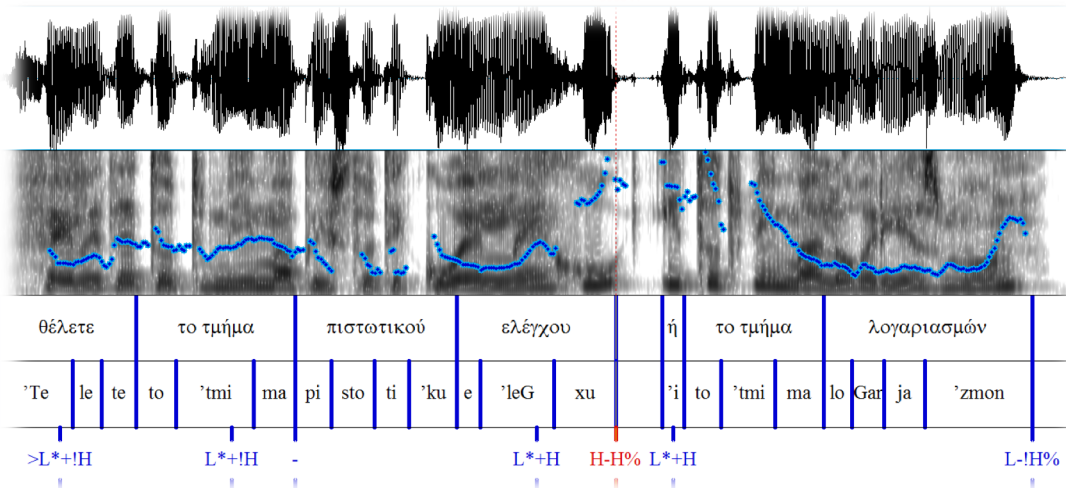 θέλετε το τμήμα πιστωτικού ελέγχου ή το τμήμα λογαριασμών
'Te le te to 'tmi ma pi sto ti 'ku e 'leG xu 'i to 'tmi ma lo Gar ja 'zmon
>L*+!H L*+!H - L*+H H-H% L*+H L-!H%